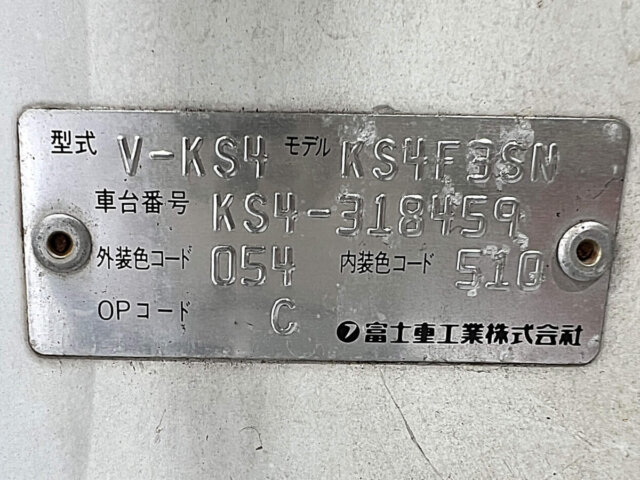 型式 V-KS4 モデル KS4F3SN
車台番号 KS4-318459
外装色コード 054 内装色コード 510
OPコード C
フ富士重工業株式会社